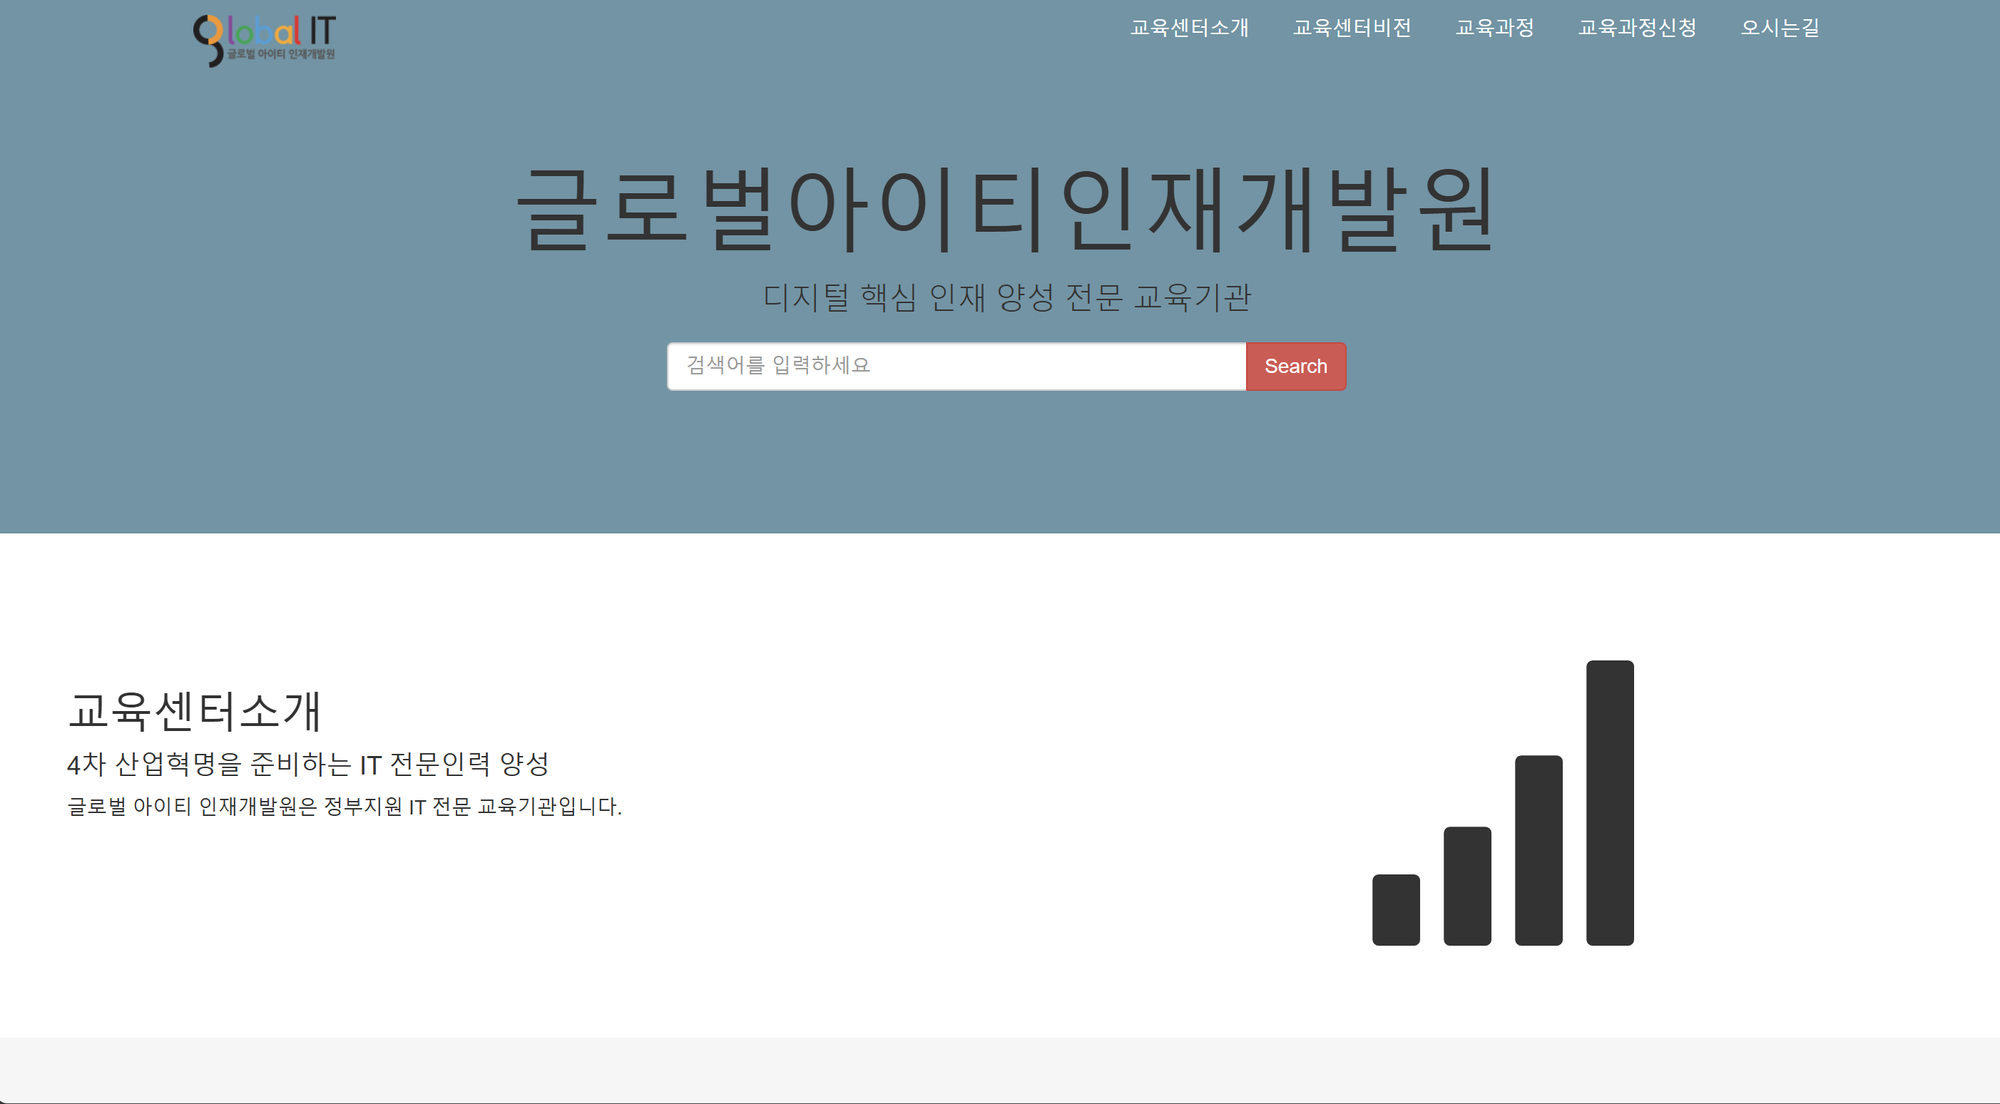 global IT
글로벌 아이티 인재개발원
교육센터소개 교육센터비전 교육과정 교육과정신청 오시는길
글로벌아이티인재개발원
디지털 핵심 인재 양성 전문 교육기관
검색어를 입력하세요 Search
교육센터소개
4차 산업혁명을 준비하는 IT 전문인력 양성
글로벌 아이티 인재개발원은 정부지원 IT 전문 교육기관입니다.